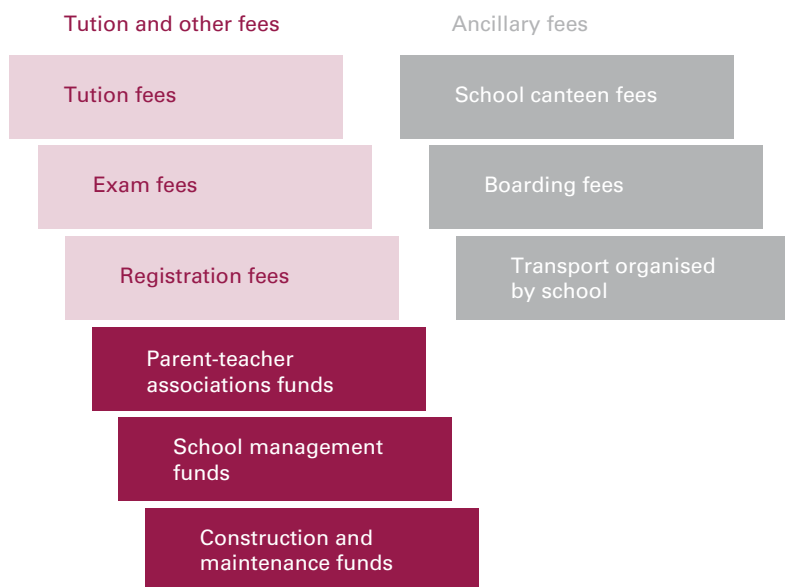 Tution and other fees
Tution fees
Exam fees
Registration fees
Parent-teacher
associations funds
School management
funds
Construction and
maintenance funds
Ancillary fees
School canteen fees
Boarding fees
Transport organised
by school